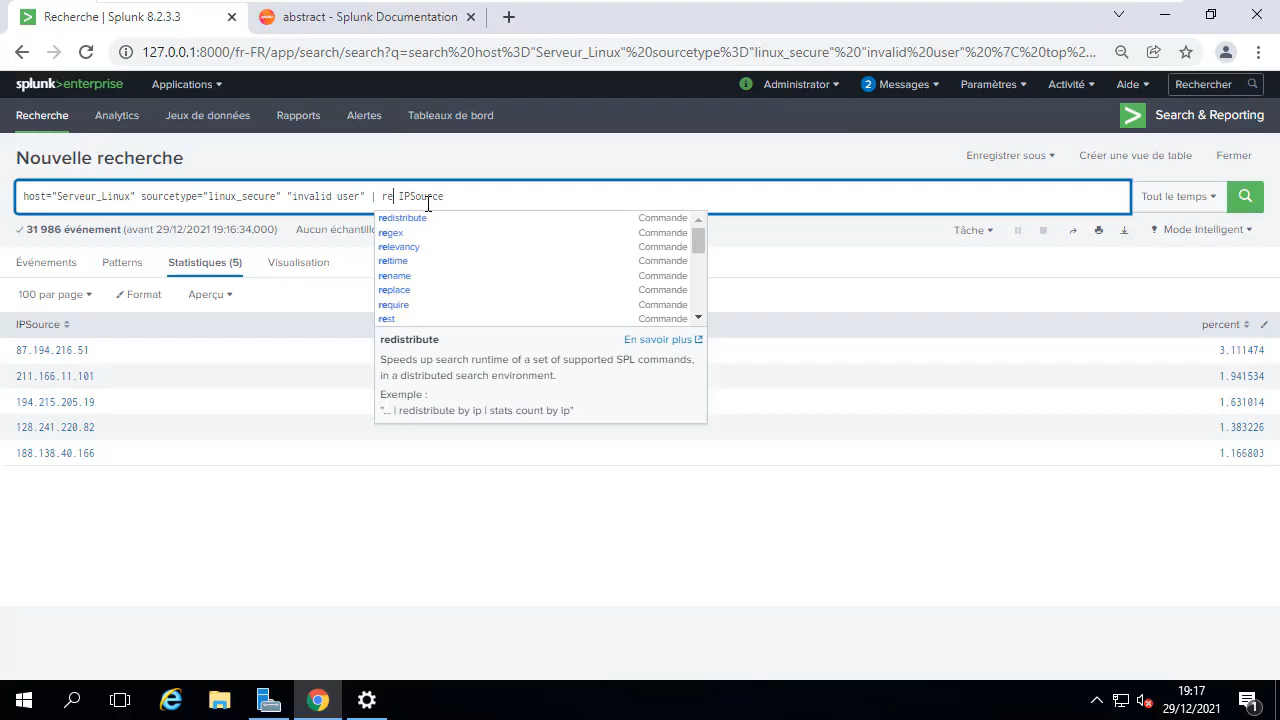 Recherche | Splunk 8.2.3.3
abstract - Splunk Documentation
127.0.0.1:8000/fr-FR/app/search/search?q=search%20host%3D"Serveur_Linux"%20sourcetype%3D"linux_secure"%20"invalid%20user"%20%7C%20top%2...
splunk>enterprise
Applications
Administrator
2 Messages
Paramètres
Activité
Aide
Rechercher
Recherche
Analytics
Jeux de données
Rapports
Alertes
Tableaux de bord
Search & Reporting
Nouvelle recherche
Enregistrer sous
Créer une vue de table
Fermer
host="Serveur_Linux" sourcetype="linux_secure" "invalid user" | re IPSource
Tout le temps
31 986 événement (avant 29/12/2021 19:16:34,000)
Aucun échantillo
Tâche
Mode Intelligent
redistribute Commande
regex Commande
relevancy Commande
reltime Commande
rename Commande
replace Commande
require Commande
rest Commande
redistribute
En savoir plus
Speeds up search runtime of a set of supported SPL commands,
in a distributed search environment.
Exemple :
"... | redistribute by ip | stats count by ip"
Événements
Patterns
Statistiques (5)
Visualisation
100 par page
Format
Aperçu
IPSource
percent
87.194.216.51 3.111474
211.166.11.101 1.941534
194.215.205.19 1.631014
128.241.220.82 1.383226
188.138.40.166 1.166803
19:17
29/12/2021
1